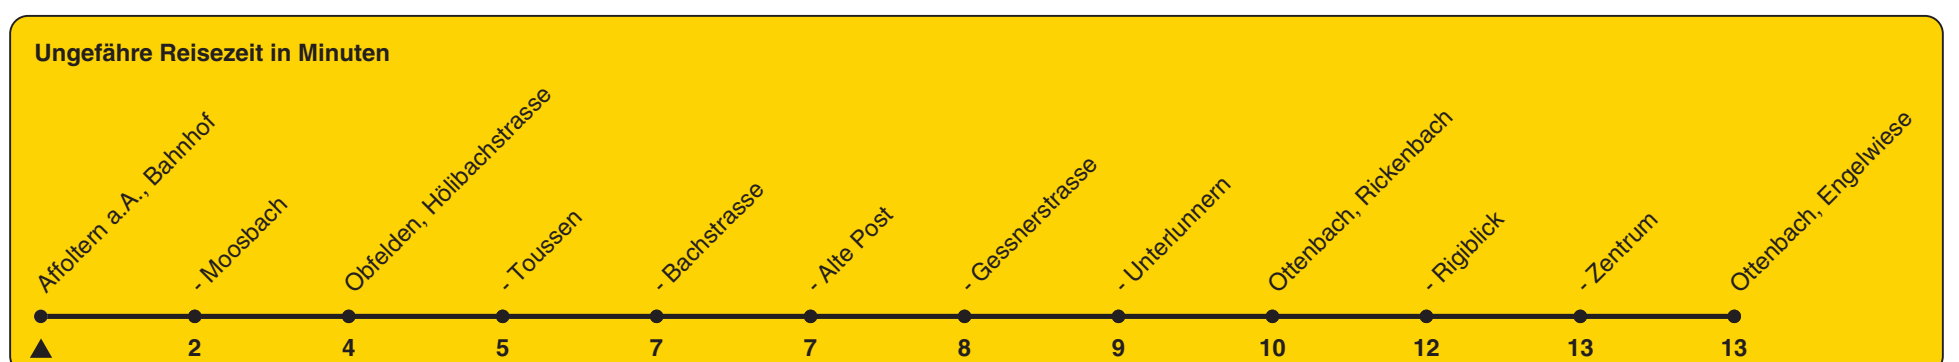 Ungefähre Reisezeit in Minuten
Affoltern a.A., Bahnhof
- Moosbach
Obfelden, Hölibachstrasse
- Toussen
- Bachstrasse
- Alte Post
- Gessnerstrasse
- Unterlunnern
Ottenbach, Rickenbach
- Rigiblick
- Zentrum
Ottenbach, Engelwiese
2 4 5 7 7 8 9 10 12 13 13